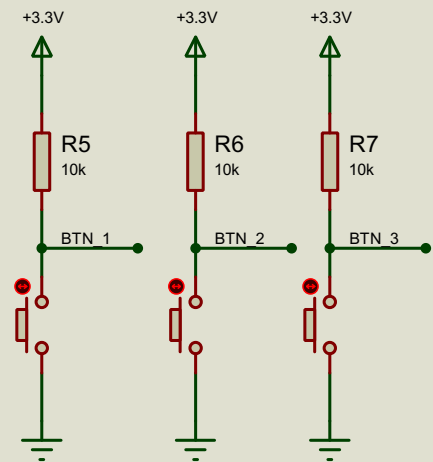 +3.3V +3.3V +3.3V
R5 R6 R7
10k 10k 10k
BTN_1 BTN_2 BTN_3